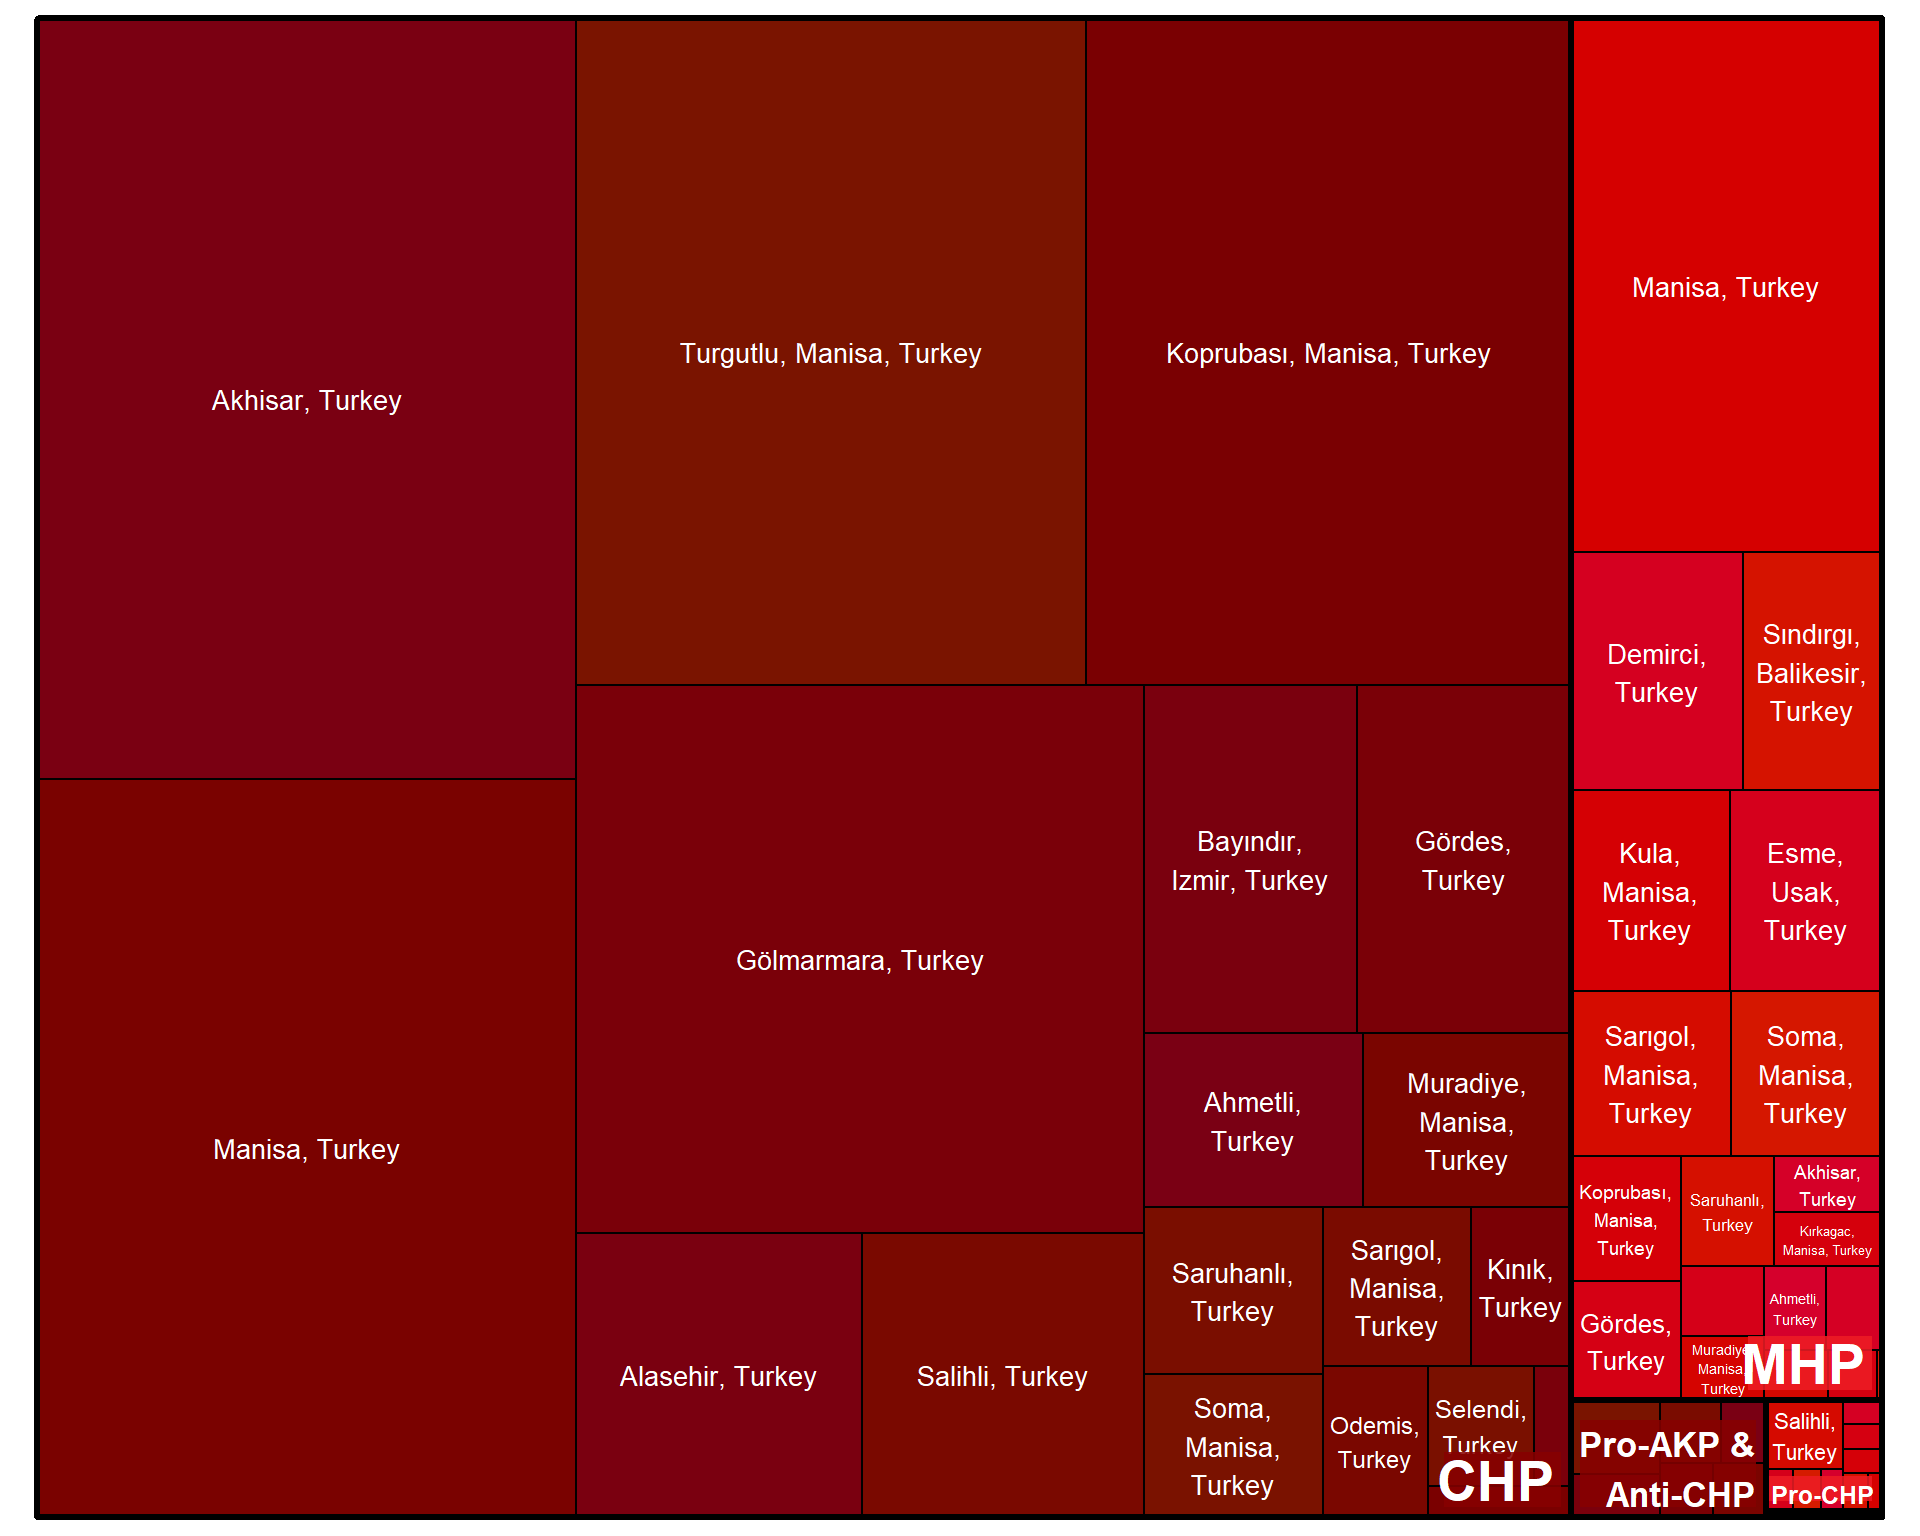 Akhisar, Turkey
Turgutlu, Manisa, Turkey
Koprubası, Manisa, Turkey
Manisa, Turkey
Gölmarmara, Turkey
Bayındır,
Izmir, Turkey
Gördes,
Turkey
Ahmetli,
Turkey
Muradiye,
Manisa,
Turkey
Alasehir, Turkey
Salihli, Turkey
Saruhanlı,
Turkey
Sarıgol,
Manisa,
Turkey
Kınık,
Turkey
Soma,
Manisa,
Turkey
Odemis,
Turkey
Selendi,
Turkey
CHP
Manisa, Turkey
Demirci,
Turkey
Sındırgı,
Balikesir,
Turkey
Kula,
Manisa,
Turkey
Esme,
Usak,
Turkey
Sarıgol,
Manisa,
Turkey
Soma,
Manisa,
Turkey
Koprubası,
Manisa,
Turkey
Saruhanlı,
Turkey
Akhisar,
Turkey
Kırkagac,
Manisa, Turkey
Gördes,
Turkey
Ahmetli,
Turkey
Muradiye
Manisa,
Turkey
MHP
Pro-AKP &
Anti-CHP
Salihli,
Turkey
Pro-CHP